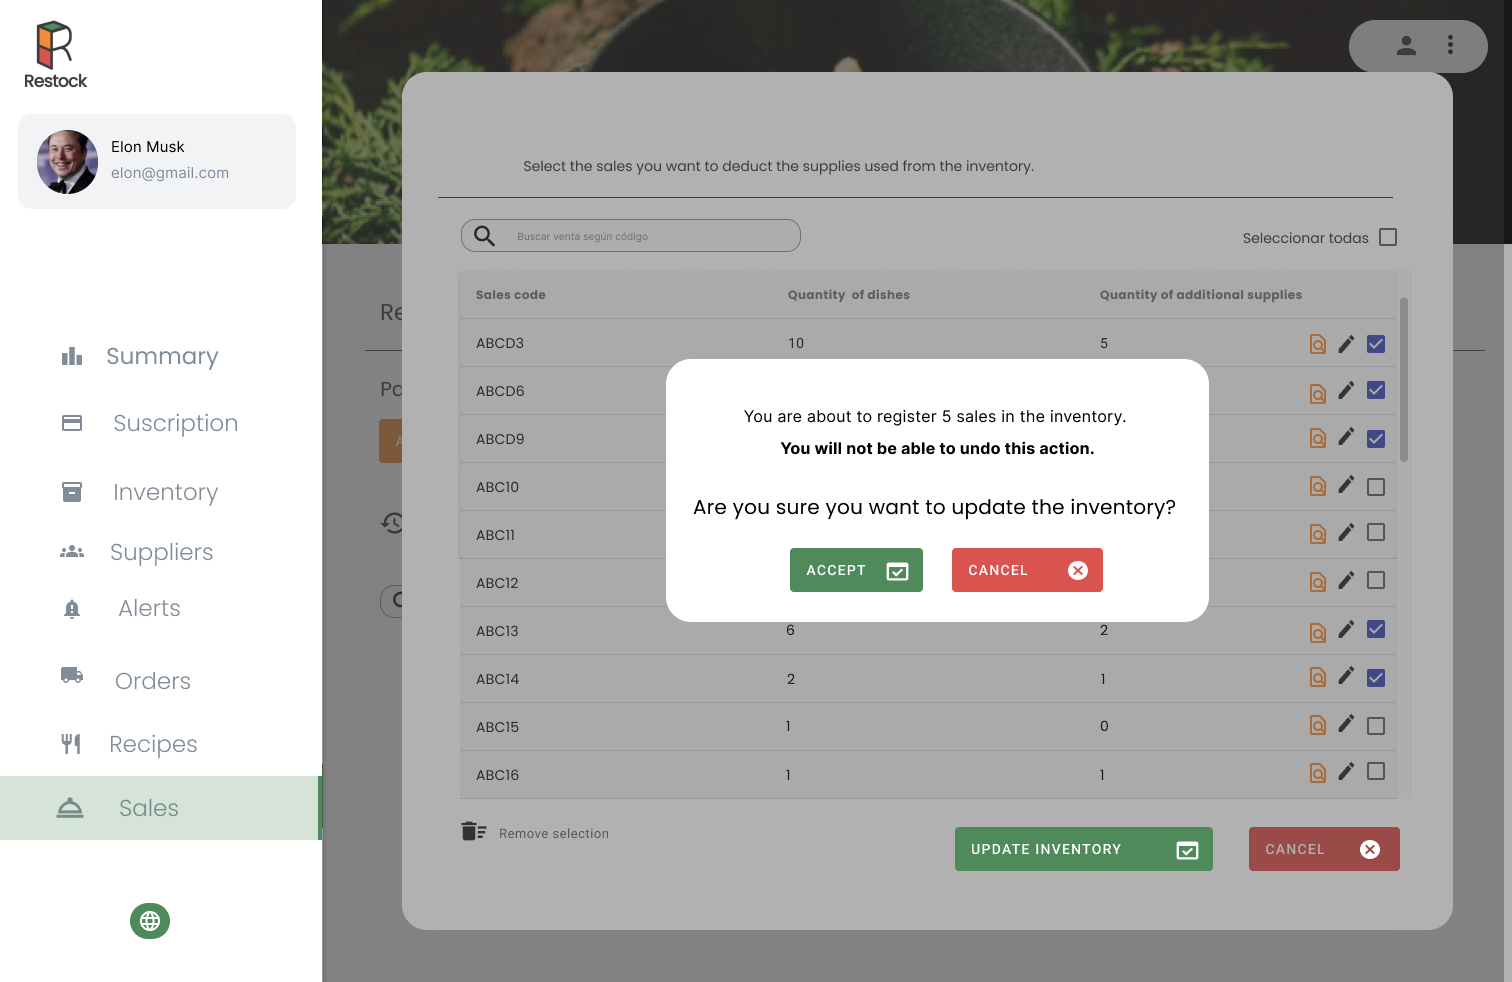 Restock
Elon Musk
elon@gmail.com
Summary
Suscription
Inventory
Suppliers
Alerts
Orders
Recipes
Sales
Select the sales you want to deduct the supplies used from the inventory.
Buscar venta según código
Seleccionar todas
Re
Pa
A
Sales code Quantity of dishes Quantity of additional supplies
ABCD3 10 5
ABCD6
ABCD9
ABC10
ABC11
ABC12
ABC13 6 2
ABC14 2 1
ABC15 1 0
ABC16 1 1
You are about to register 5 sales in the inventory.
You will not be able to undo this action.
Are you sure you want to update the inventory?
ACCEPT
CANCEL
Remove selection
UPDATE INVENTORY
CANCEL